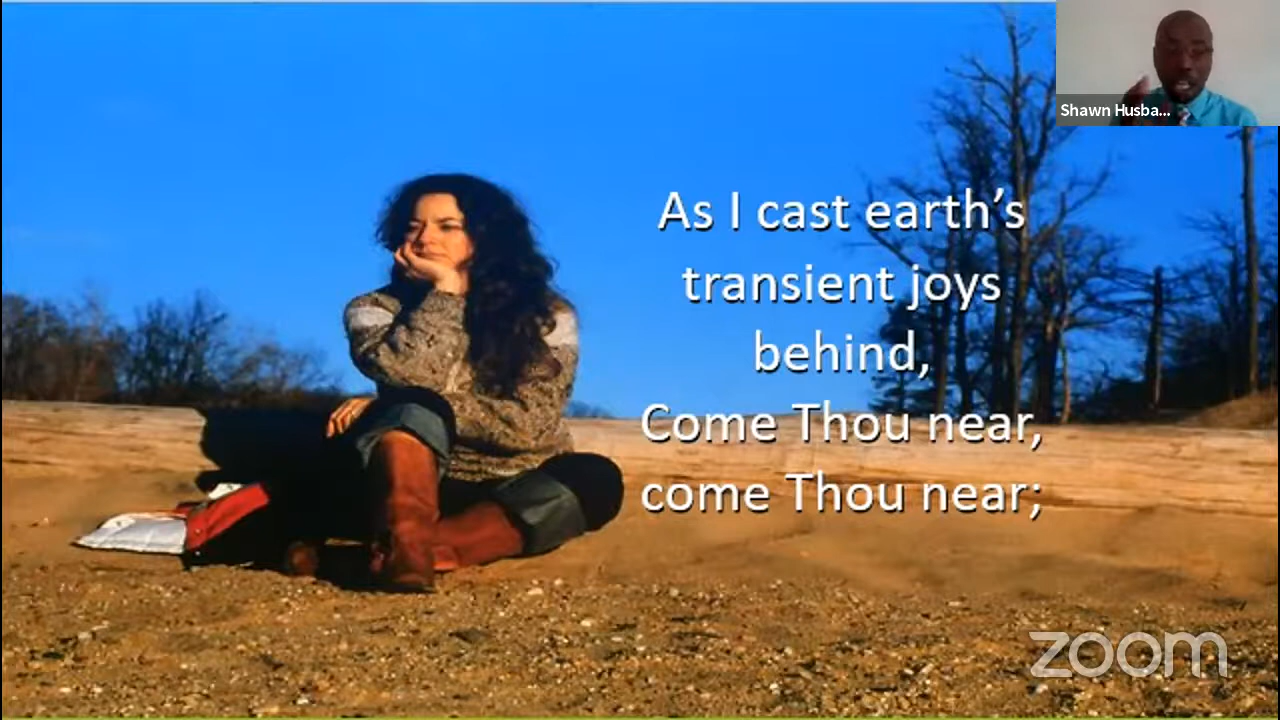 Shawn Husba...
As I cast earth's
transient joys
behind,
Come Thou near,
come Thou near;
zoom